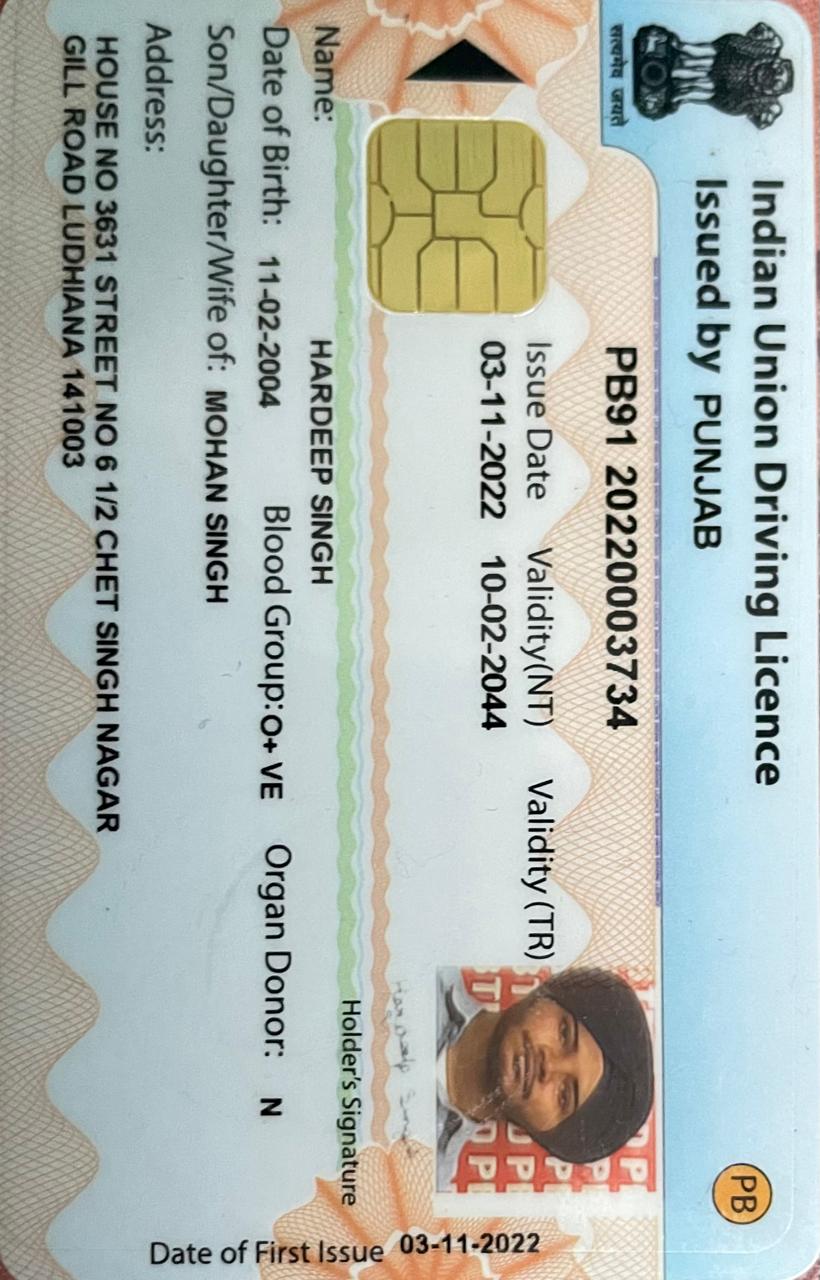 सत्यमेव जयते
Indian Union Driving Licence
Issued by PUNJAB
PB
PB91 20220003734
Issue Date Validity(NT) Validity (TR)
03-11-2022 10-02-2044
Hardeep Singh
Holder's Signature
Name: HARDEEP SINGH
Date of Birth: 11-02-2004 Blood Group:O+ VE Organ Donor: N
Son/Daughter/Wife of: MOHAN SINGH
Address:
HOUSE NO 3631 STREET NO 6 1/2 CHET SINGH NAGAR
GILL ROAD LUDHIANA 141003
Date of First Issue 03-11-2022